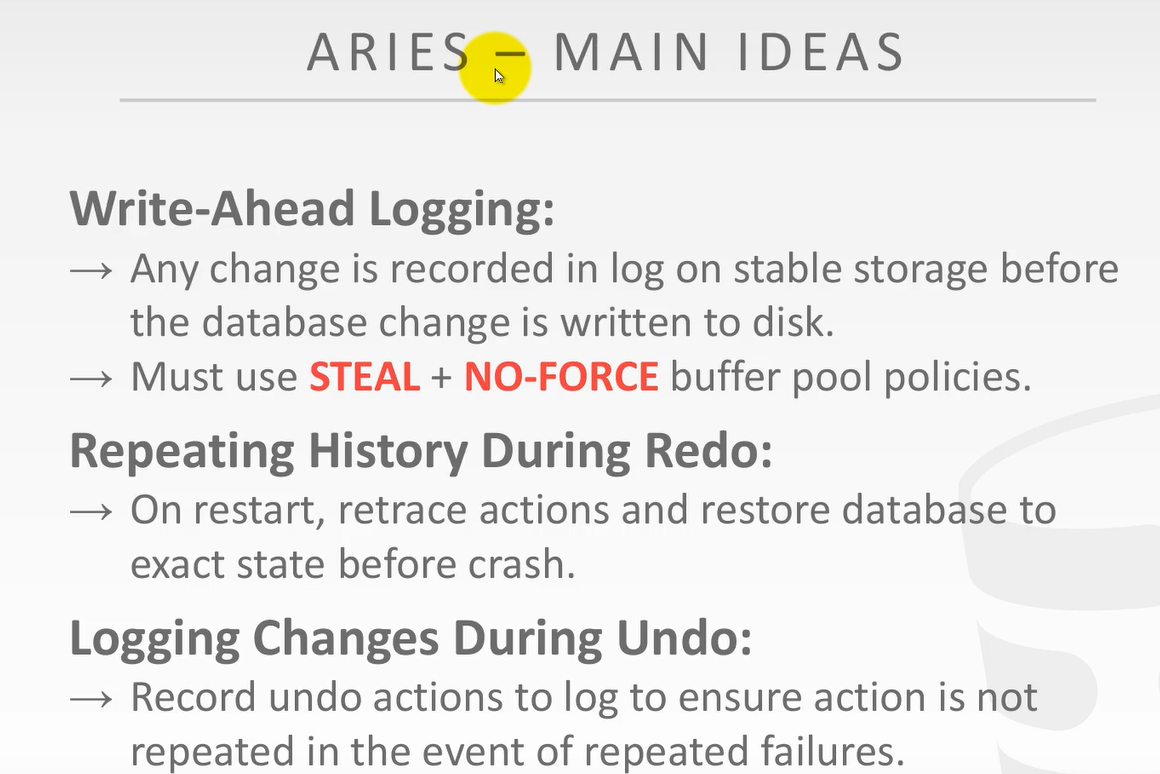 ARIES – MAIN IDEAS
Write-Ahead Logging:
→ Any change is recorded in log on stable storage before
the database change is written to disk.
→ Must use STEAL + NO-FORCE buffer pool policies.
Repeating History During Redo:
→ On restart, retrace actions and restore database to
exact state before crash.
Logging Changes During Undo:
→ Record undo actions to log to ensure action is not
repeated in the event of repeated failures.